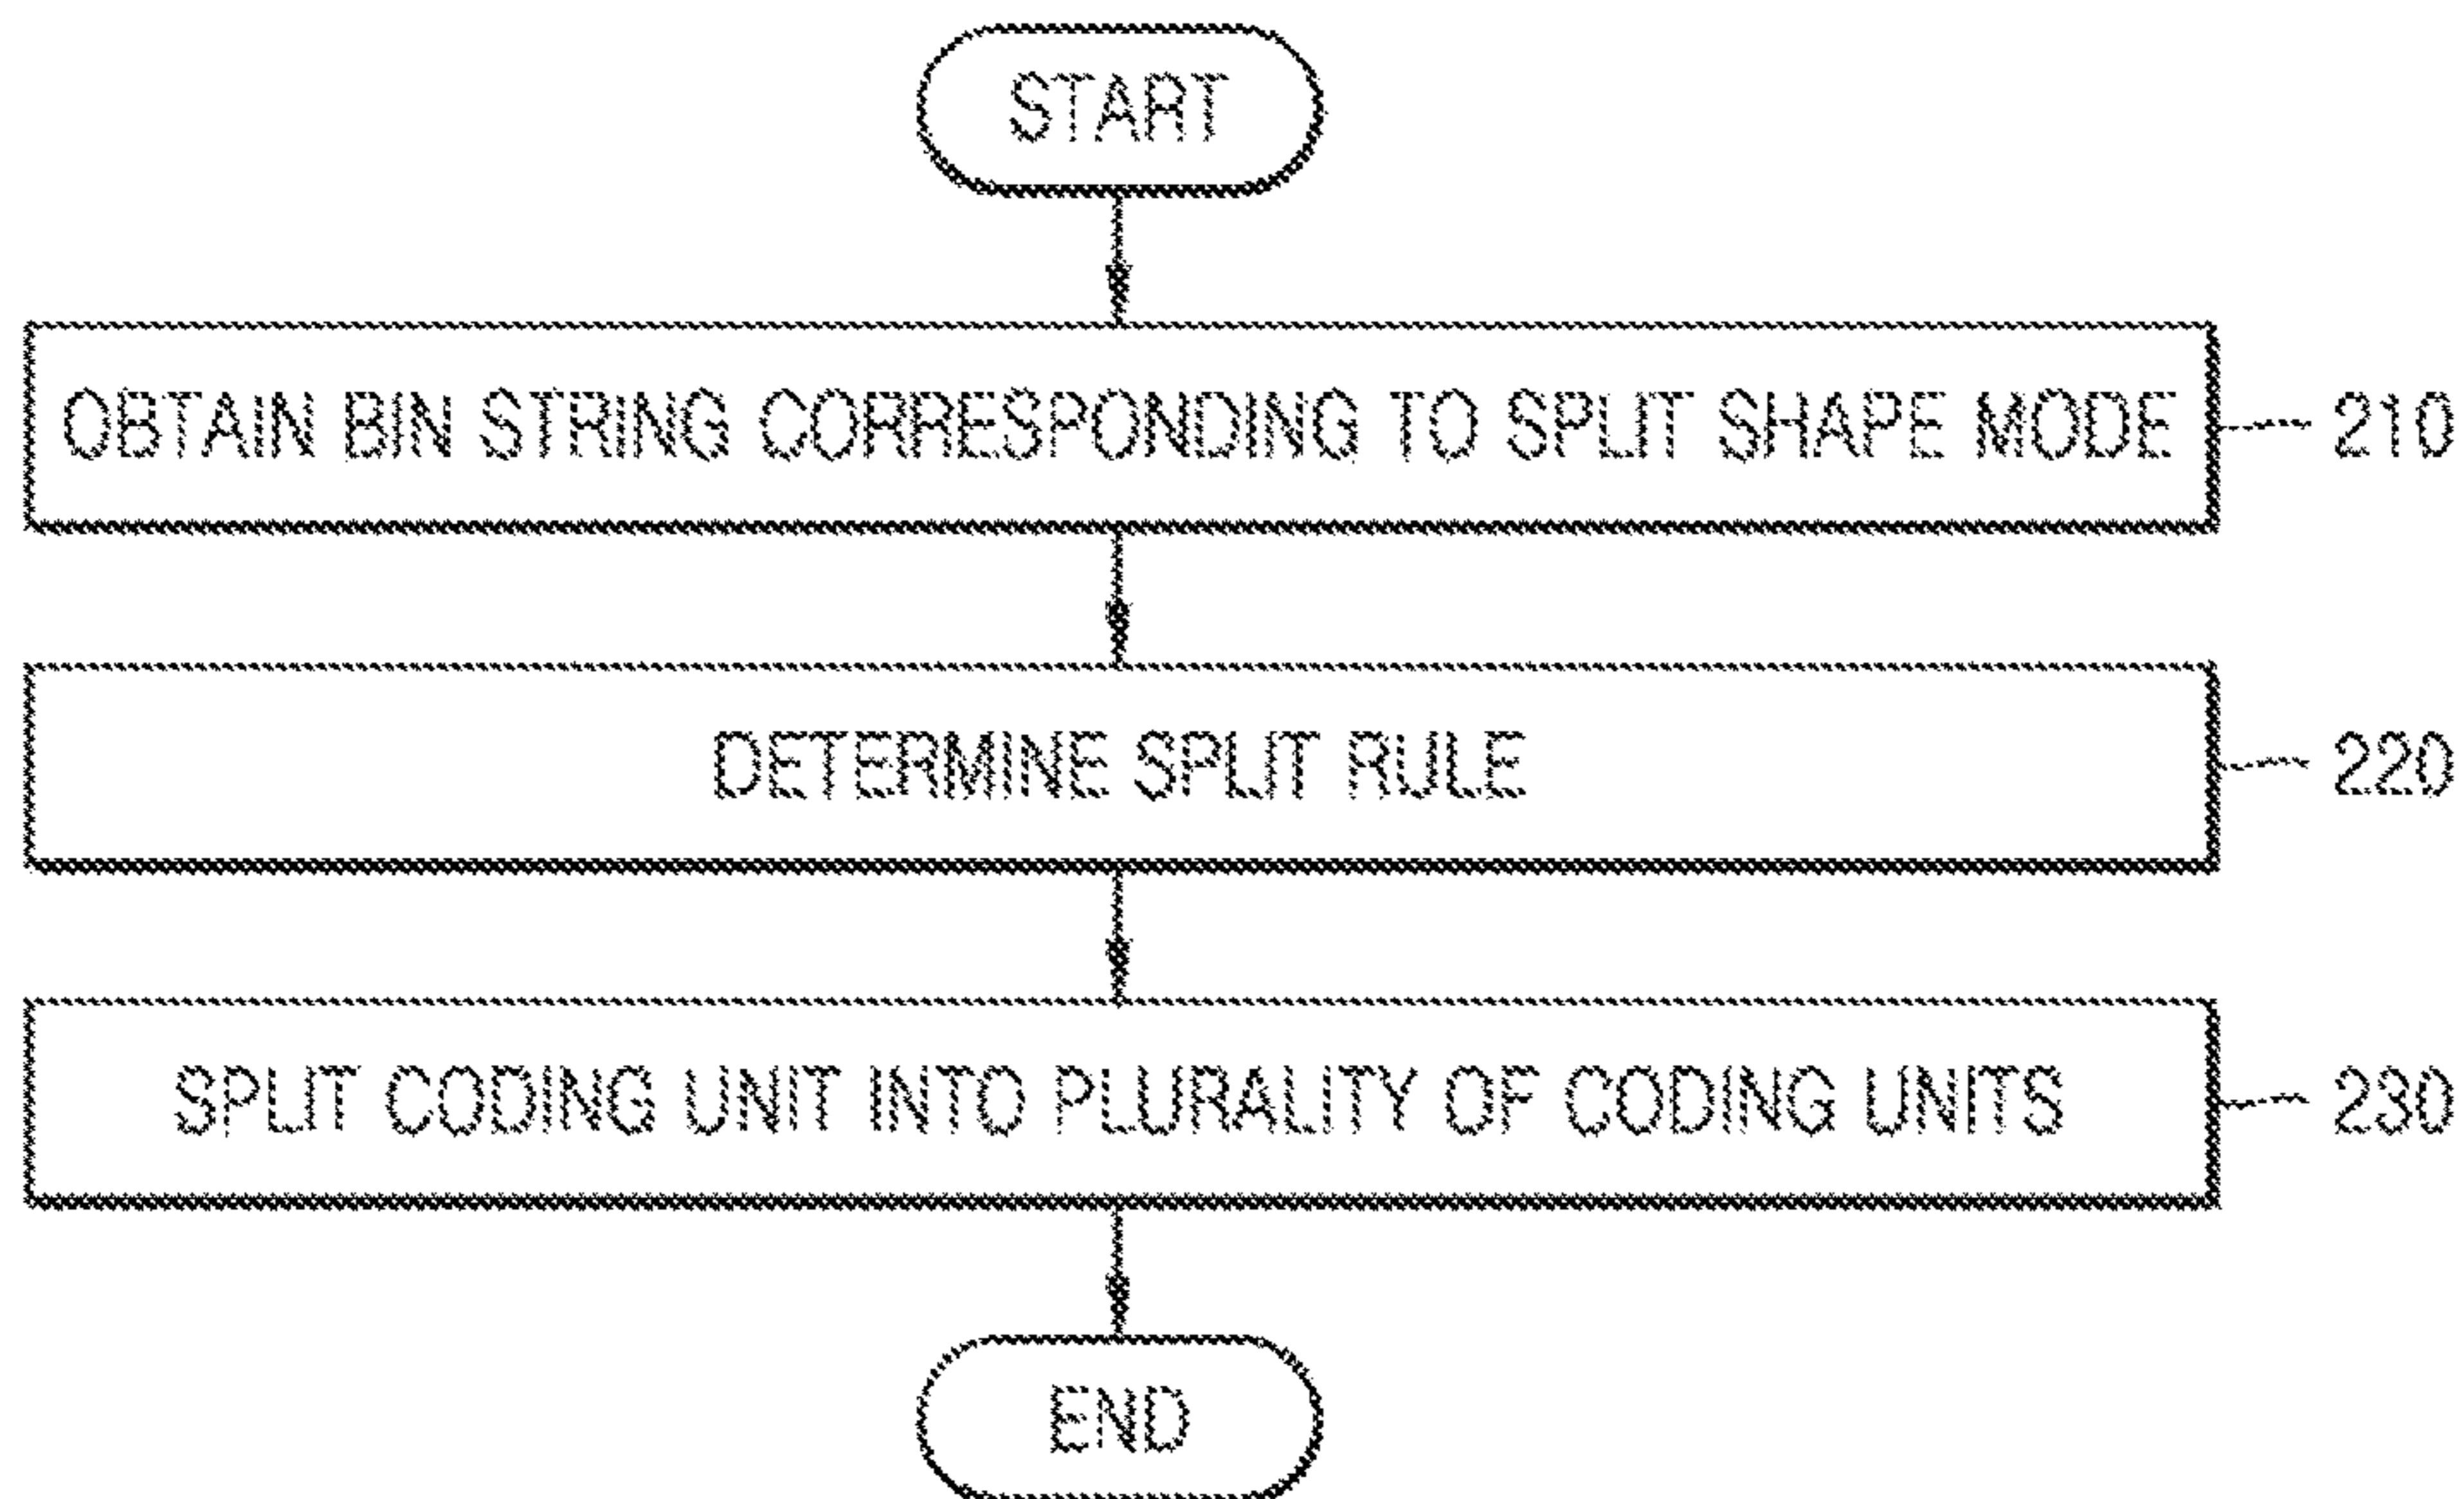 START
OBTAIN BIN STRING CORRESPONDING TO SPLIT SHAPE MODE 210
DETERMINE SPLIT RULE 220
SPLIT CODING UNIT INTO PLURALITY OF CODING UNITS 230
END